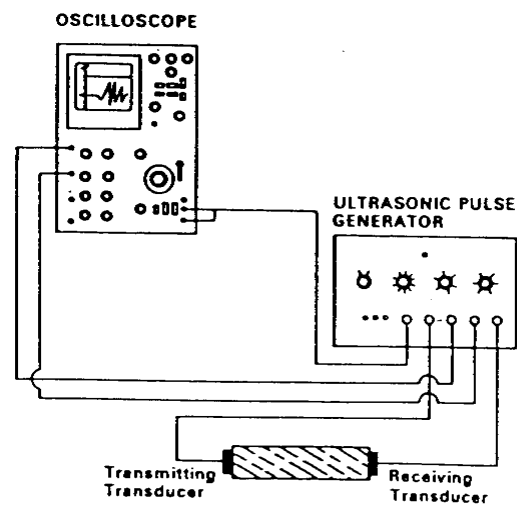 OSCILLOSCOPE
ULTRASONIC PULSE
GENERATOR
Transmitting
Transducer
Receiving
Transducer